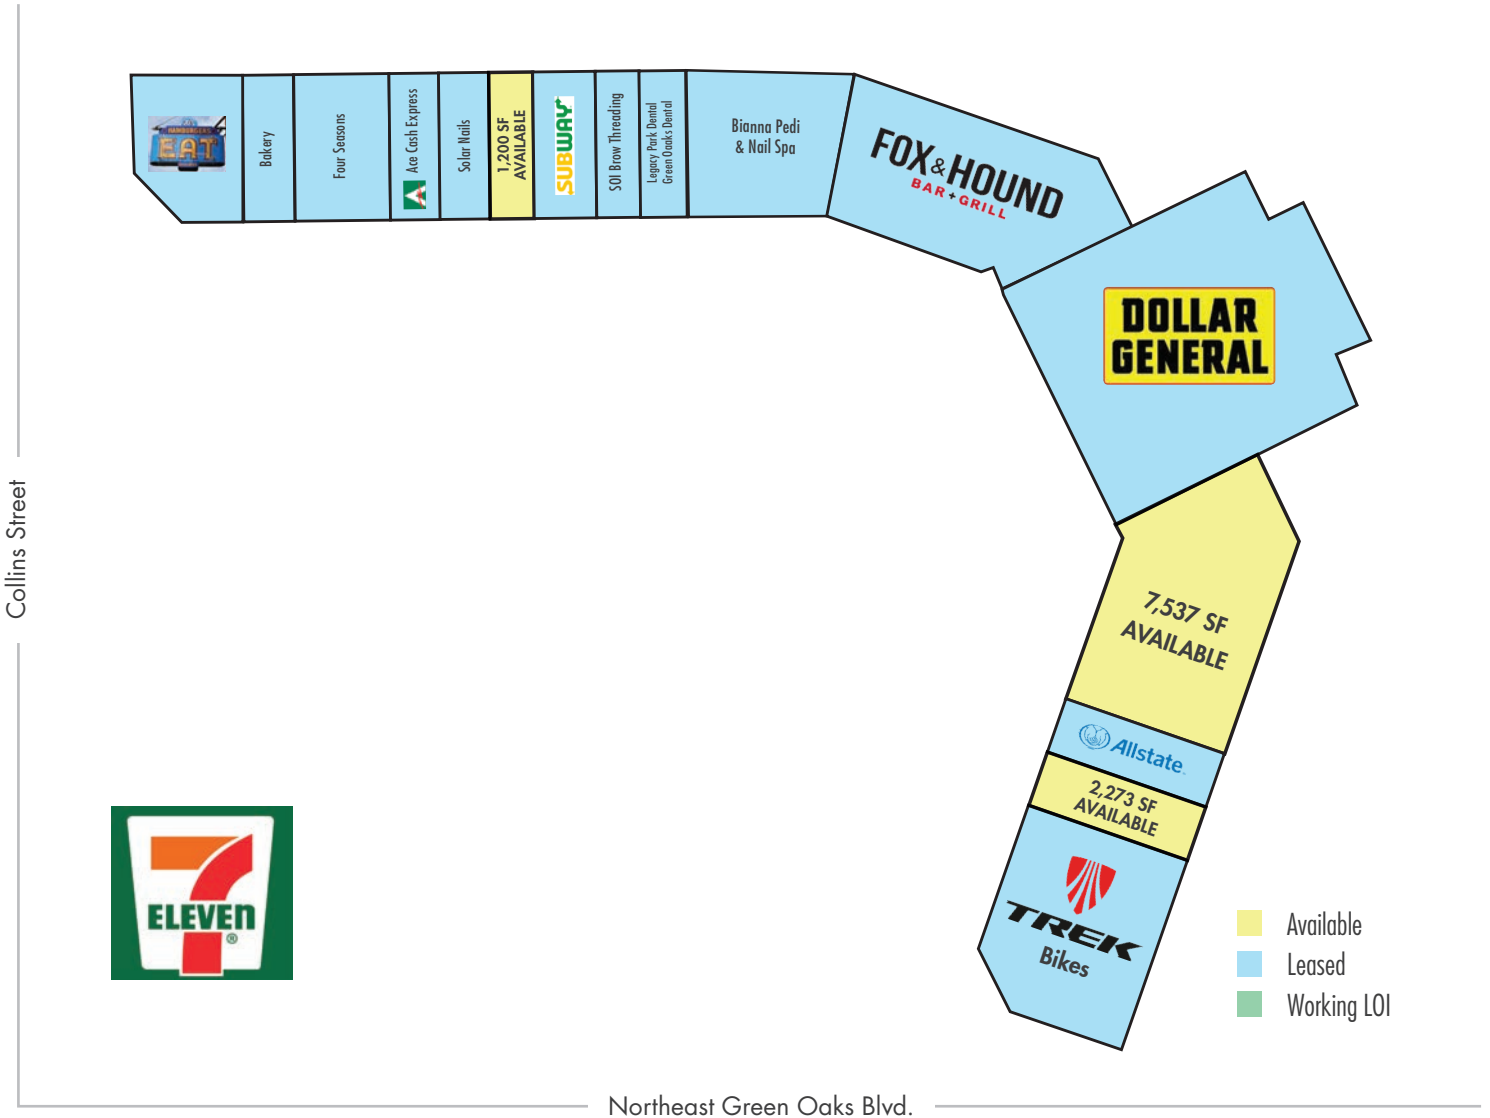 HAMBURGERS
EAT
Bakery
Four Seasons
Ace Cash Express
Solar Nails
1,200 SF
AVAILABLE
SUBWAY
SOI Brow Threading
Legacy Park Dental
Green Oaoks Dental
Bianna Pedi
& Nail Spa
FOX & HOUND
BAR + GRILL
DOLLAR
GENERAL
7,537 SF
AVAILABLE
Allstate
2,273 SF
AVAILABLE
TREK
Bikes
Collins Street
7
ELEVEn
®
Available
Leased
Working LOI
Northeast Green Oaks Blvd.